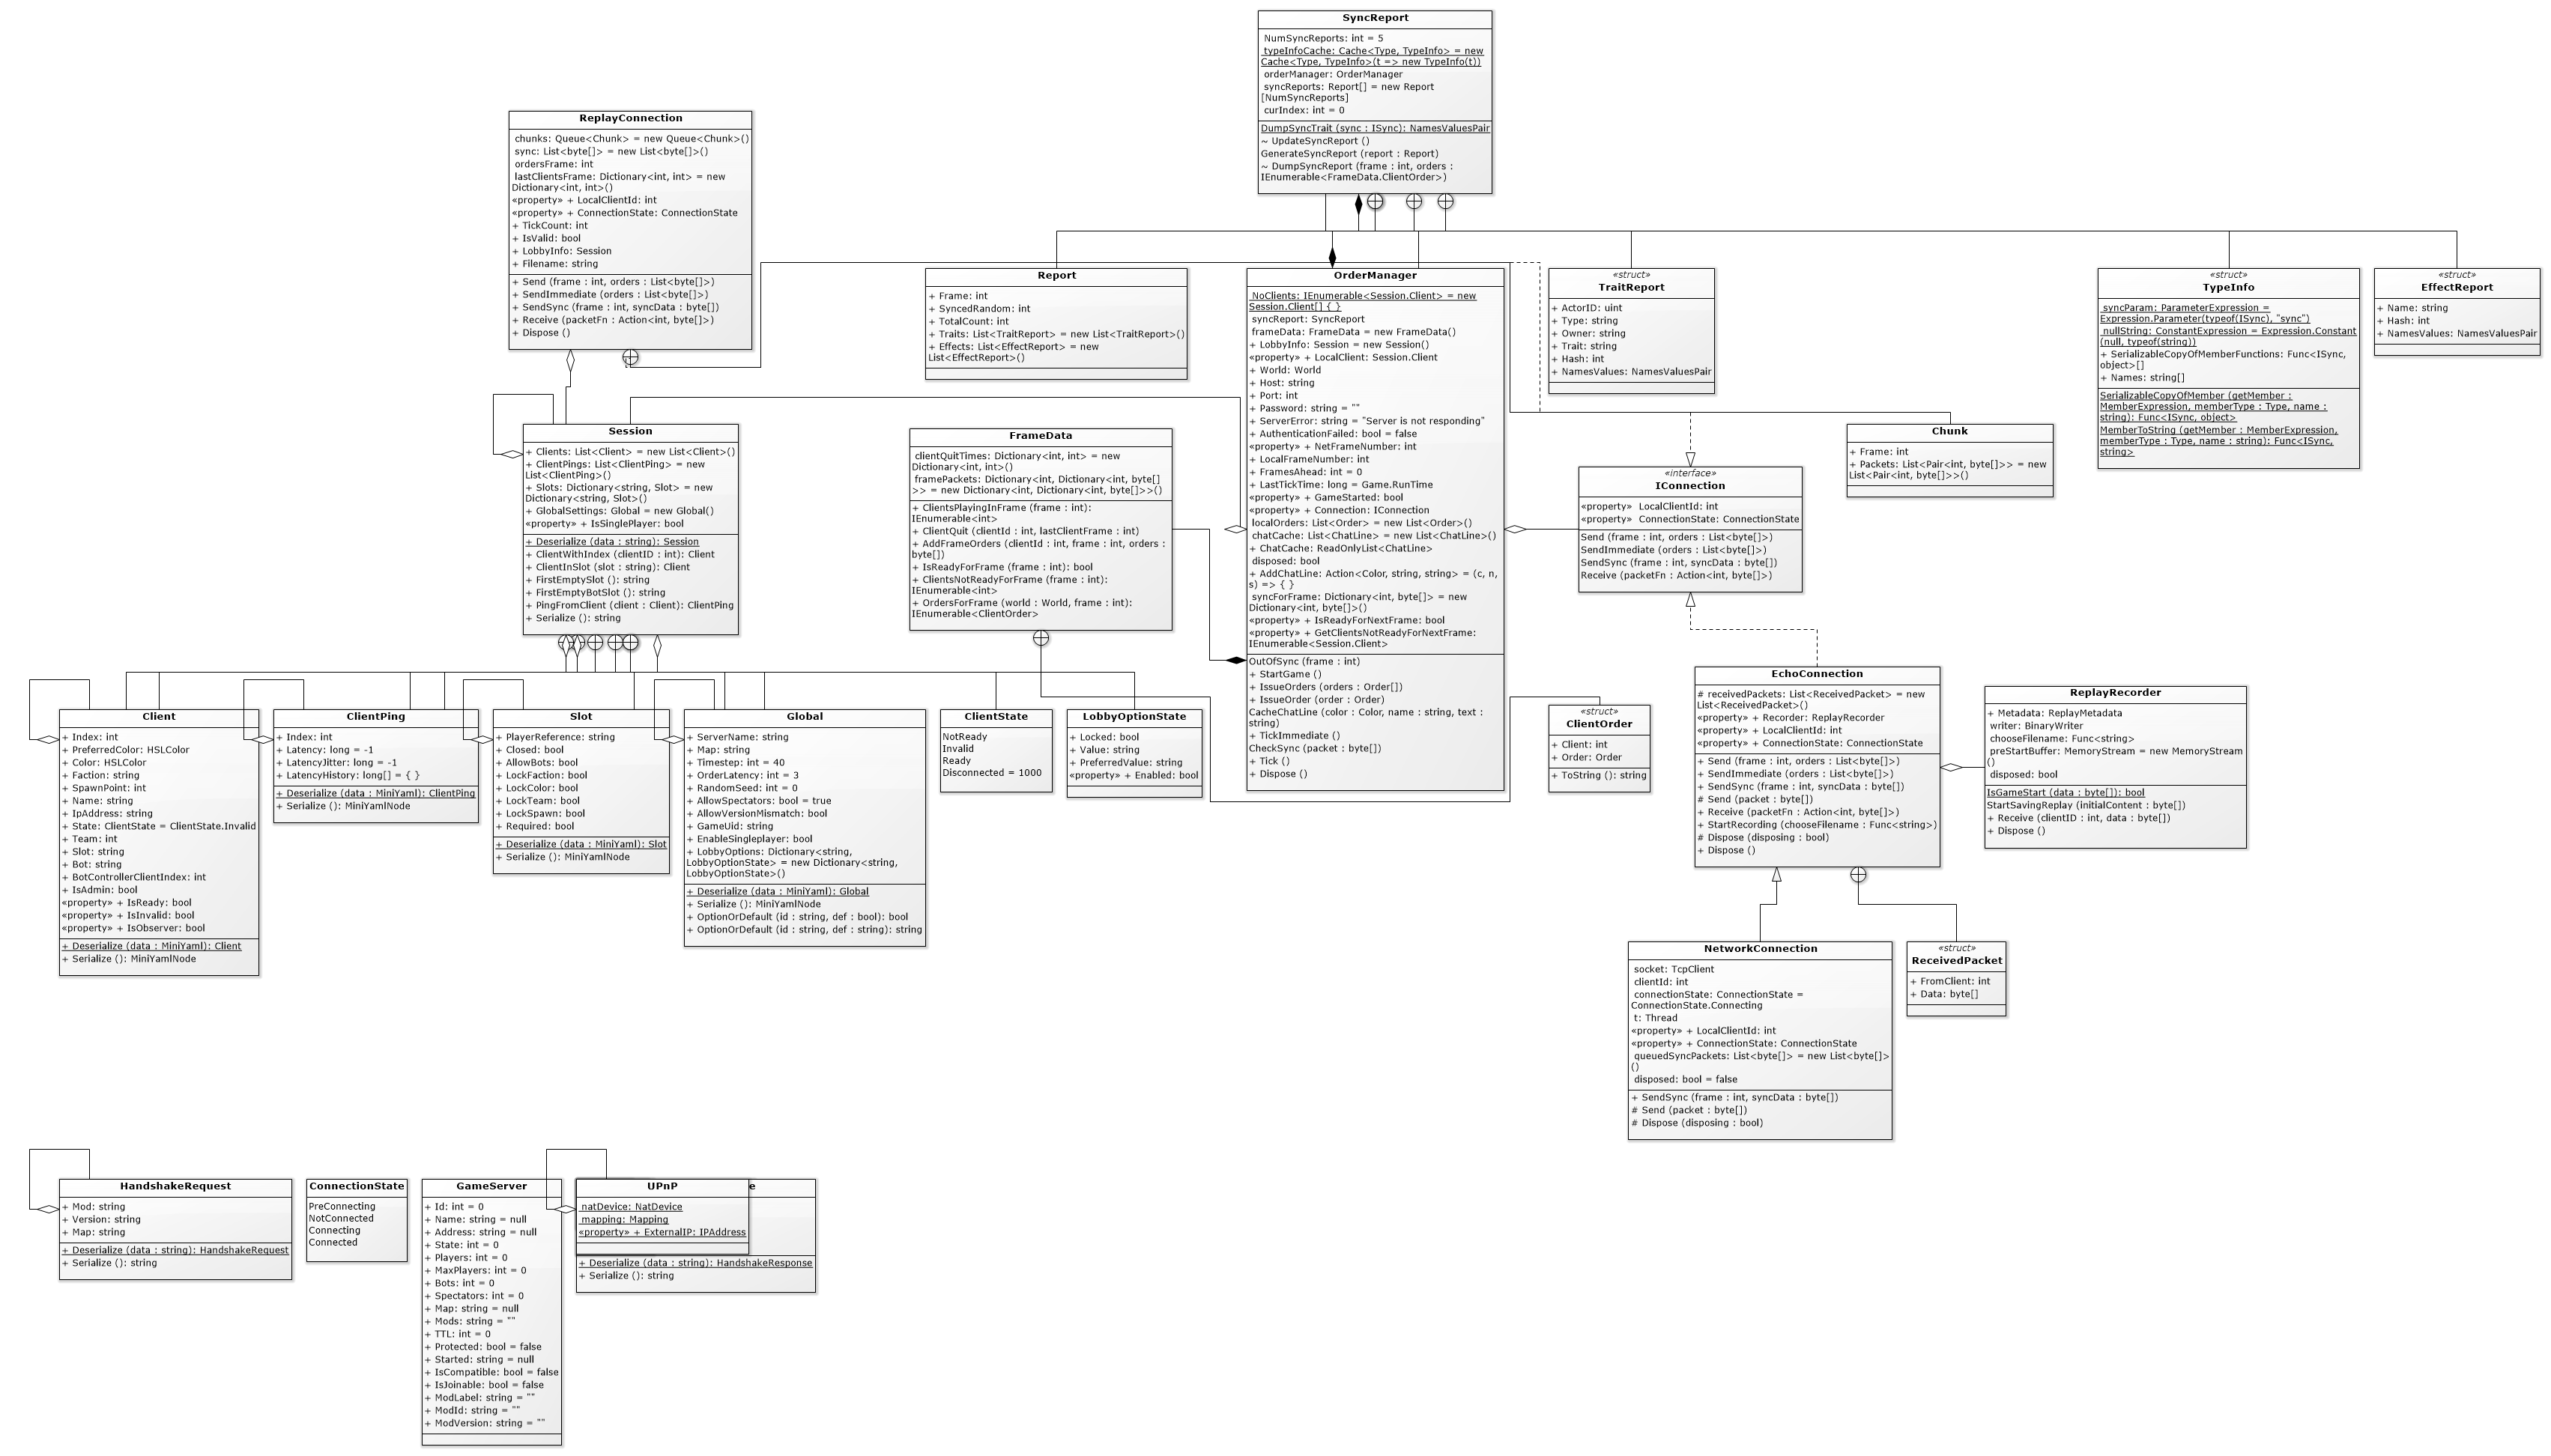 SyncReport
NumSyncReports: int = 5
typeInfoCache: Cache<Type, TypeInfo> = new
Cache<Type, TypeInfo>(t => new TypeInfo(t))
orderManager: OrderManager
syncReports: Report[] = new Report
[NumSyncReports]
curIndex: int = 0
DumpSyncTrait (sync : ISync): NamesValuesPair
~ UpdateSyncReport ()
GenerateSyncReport (report : Report)
~ DumpSyncReport (frame : int, orders :
IEnumerable<FrameData.ClientOrder>)
ReplayConnection
chunks: Queue<Chunk> = new Queue<Chunk>()
sync: List<byte[]> = new List<byte[]>()
ordersFrame: int
lastClientsFrame: Dictionary<int, int> = new
Dictionary<int, int>()
«property» + LocalClientId: int
«property» + ConnectionState: ConnectionState
+ TickCount: int
+ IsValid: bool
+ LobbyInfo: Session
+ Filename: string
+ Send (frame : int, orders : List<byte[]>)
+ SendImmediate (orders : List<byte[]>)
+ SendSync (frame : int, syncData : byte[])
+ Receive (packetFn : Action<int, byte[]>)
+ Dispose ()
Report
+ Frame: int
+ SyncedRandom: int
+ TotalCount: int
+ Traits: List<TraitReport> = new List<TraitReport>()
+ Effects: List<EffectReport> = new
List<EffectReport>()
OrderManager
NoClients: IEnumerable<Session.Client> = new
Session.Client[] { }
syncReport: SyncReport
frameData: FrameData = new FrameData()
+ LobbyInfo: Session = new Session()
«property» + LocalClient: Session.Client
+ World: World
+ Host: string
+ Port: int
+ Password: string = ""
+ ServerError: string = "Server is not responding"
+ AuthenticationFailed: bool = false
«property» + NetFrameNumber: int
+ LocalFrameNumber: int
+ FramesAhead: int = 0
+ LastTickTime: long = Game.RunTime
«property» + GameStarted: bool
«property» + Connection: IConnection
localOrders: List<Order> = new List<Order>()
chatCache: List<ChatLine> = new List<ChatLine>()
+ ChatCache: ReadOnlyList<ChatLine>
disposed: bool
+ AddChatLine: Action<Color, string, string> = (c, n,
s) => { }
syncForFrame: Dictionary<int, byte[]> = new
Dictionary<int, byte[]>()
«property» + IsReadyForNextFrame: bool
«property» + GetClientsNotReadyForNextFrame:
IEnumerable<Session.Client>
OutOfSync (frame : int)
+ StartGame ()
+ IssueOrders (orders : Order[])
+ IssueOrder (order : Order)
CacheChatLine (color : Color, name : string, text :
string)
+ TickImmediate ()
CheckSync (packet : byte[])
+ Tick ()
+ Dispose ()
«struct»
TraitReport
+ ActorID: uint
+ Type: string
+ Owner: string
+ Trait: string
+ Hash: int
+ NamesValues: NamesValuesPair
«struct»
TypeInfo
syncParam: ParameterExpression =
Expression.Parameter(typeof(ISync), "sync")
nullString: ConstantExpression = Expression.Constant
(null, typeof(string))
+ SerializableCopyOfMemberFunctions: Func<ISync,
object>[]
+ Names: string[]
SerializableCopyOfMember (getMember :
MemberExpression, memberType : Type, name :
string): Func<ISync, object>
MemberToString (getMember : MemberExpression,
memberType : Type, name : string): Func<ISync,
string>
«struct»
EffectReport
+ Name: string
+ Hash: int
+ NamesValues: NamesValuesPair
Session
+ Clients: List<Client> = new List<Client>()
+ ClientPings: List<ClientPing> = new
List<ClientPing>()
+ Slots: Dictionary<string, Slot> = new
Dictionary<string, Slot>()
+ GlobalSettings: Global = new Global()
«property» + IsSinglePlayer: bool
+ Deserialize (data : string): Session
+ ClientWithIndex (clientID : int): Client
+ ClientInSlot (slot : string): Client
+ FirstEmptySlot (): string
+ FirstEmptyBotSlot (): string
+ PingFromClient (client : Client): ClientPing
+ Serialize (): string
FrameData
clientQuitTimes: Dictionary<int, int> = new
Dictionary<int, int>()
framePackets: Dictionary<int, Dictionary<int, byte[]
>> = new Dictionary<int, Dictionary<int, byte[]>>()
+ ClientsPlayingInFrame (frame : int):
IEnumerable<int>
+ ClientQuit (clientId : int, lastClientFrame : int)
+ AddFrameOrders (clientId : int, frame : int, orders :
byte[])
+ IsReadyForFrame (frame : int): bool
+ ClientsNotReadyForFrame (frame : int):
IEnumerable<int>
+ OrdersForFrame (world : World, frame : int):
IEnumerable<ClientOrder>
«interface»
IConnection
«property» LocalClientId: int
«property» ConnectionState: ConnectionState
Send (frame : int, orders : List<byte[]>)
SendImmediate (orders : List<byte[]>)
SendSync (frame : int, syncData : byte[])
Receive (packetFn : Action<int, byte[]>)
Chunk
+ Frame: int
+ Packets: List<Pair<int, byte[]>> = new
List<Pair<int, byte[]>>()
Client
+ Index: int
+ PreferredColor: HSLColor
+ Color: HSLColor
+ Faction: string
+ SpawnPoint: int
+ Name: string
+ IpAddress: string
+ State: ClientState = ClientState.Invalid
+ Team: int
+ Slot: string
+ Bot: string
+ BotControllerClientIndex: int
+ IsAdmin: bool
«property» + IsReady: bool
«property» + IsInvalid: bool
«property» + IsObserver: bool
+ Deserialize (data : MiniYaml): Client
+ Serialize (): MiniYamlNode
ClientPing
+ Index: int
+ Latency: long = -1
+ LatencyJitter: long = -1
+ LatencyHistory: long[] = { }
+ Deserialize (data : MiniYaml): ClientPing
+ Serialize (): MiniYamlNode
Slot
+ PlayerReference: string
+ Closed: bool
+ AllowBots: bool
+ LockFaction: bool
+ LockColor: bool
+ LockTeam: bool
+ LockSpawn: bool
+ Required: bool
+ Deserialize (data : MiniYaml): Slot
+ Serialize (): MiniYamlNode
Global
+ ServerName: string
+ Map: string
+ Timestep: int = 40
+ OrderLatency: int = 3
+ RandomSeed: int = 0
+ AllowSpectators: bool = true
+ AllowVersionMismatch: bool
+ GameUid: string
+ EnableSingleplayer: bool
+ LobbyOptions: Dictionary<string,
LobbyOptionState> = new Dictionary<string,
LobbyOptionState>()
+ Deserialize (data : MiniYaml): Global
+ Serialize (): MiniYamlNode
+ OptionOrDefault (id : string, def : bool): bool
+ OptionOrDefault (id : string, def : string): string
ClientState
NotReady
Invalid
Ready
Disconnected = 1000
LobbyOptionState
+ Locked: bool
+ Value: string
+ PreferredValue: string
«property» + Enabled: bool
«struct»
ClientOrder
+ Client: int
+ Order: Order
+ ToString (): string
EchoConnection
# receivedPackets: List<ReceivedPacket> = new
List<ReceivedPacket>()
«property» + Recorder: ReplayRecorder
«property» + LocalClientId: int
«property» + ConnectionState: ConnectionState
+ Send (frame : int, orders : List<byte[]>)
+ SendImmediate (orders : List<byte[]>)
+ SendSync (frame : int, syncData : byte[])
# Send (packet : byte[])
+ Receive (packetFn : Action<int, byte[]>)
+ StartRecording (chooseFilename : Func<string>)
# Dispose (disposing : bool)
+ Dispose ()
ReplayRecorder
+ Metadata: ReplayMetadata
writer: BinaryWriter
chooseFilename: Func<string>
preStartBuffer: MemoryStream = new MemoryStream
()
disposed: bool
IsGameStart (data : byte[]): bool
StartSavingReplay (initialContent : byte[])
+ Receive (clientID : int, data : byte[])
+ Dispose ()
NetworkConnection
socket: TcpClient
clientId: int
connectionState: ConnectionState =
ConnectionState.Connecting
t: Thread
«property» + LocalClientId: int
«property» + ConnectionState: ConnectionState
queuedSyncPackets: List<byte[]> = new List<byte[]>
()
disposed: bool = false
+ SendSync (frame : int, syncData : byte[])
# Send (packet : byte[])
# Dispose (disposing : bool)
«struct»
ReceivedPacket
+ FromClient: int
+ Data: byte[]
HandshakeRequest
+ Mod: string
+ Version: string
+ Map: string
+ Deserialize (data : string): HandshakeRequest
+ Serialize (): string
ConnectionState
PreConnecting
NotConnected
Connecting
Connected
GameServer
+ Id: int = 0
+ Name: string = null
+ Address: string = null
+ State: int = 0
+ Players: int = 0
+ MaxPlayers: int = 0
+ Bots: int = 0
+ Spectators: int = 0
+ Map: string = null
+ Mods: string = ""
+ TTL: int = 0
+ Protected: bool = false
+ Started: string = null
+ IsCompatible: bool = false
+ IsJoinable: bool = false
+ ModLabel: string = ""
+ ModId: string = ""
+ ModVersion: string = ""
UPnP
natDevice: NatDevice
mapping: Mapping
«property» + ExternalIP: IPAddress
+ Deserialize (data : string): HandshakeResponse
+ Serialize (): string